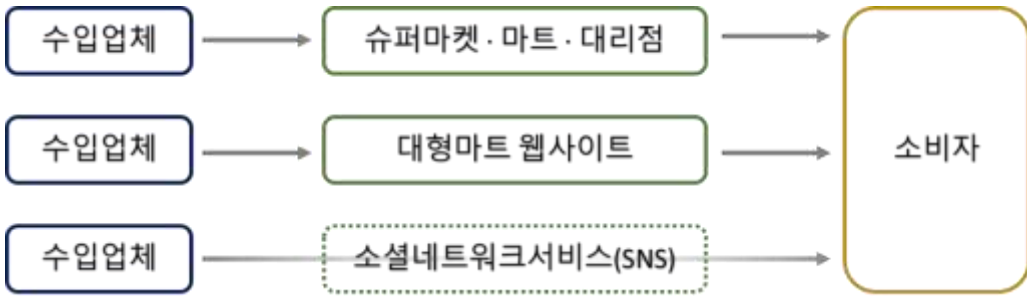 수입업체
슈퍼마켓 · 마트 · 대리점
수입업체
대형마트 웹사이트
소비자
수입업체
소셜네트워크서비스(SNS)